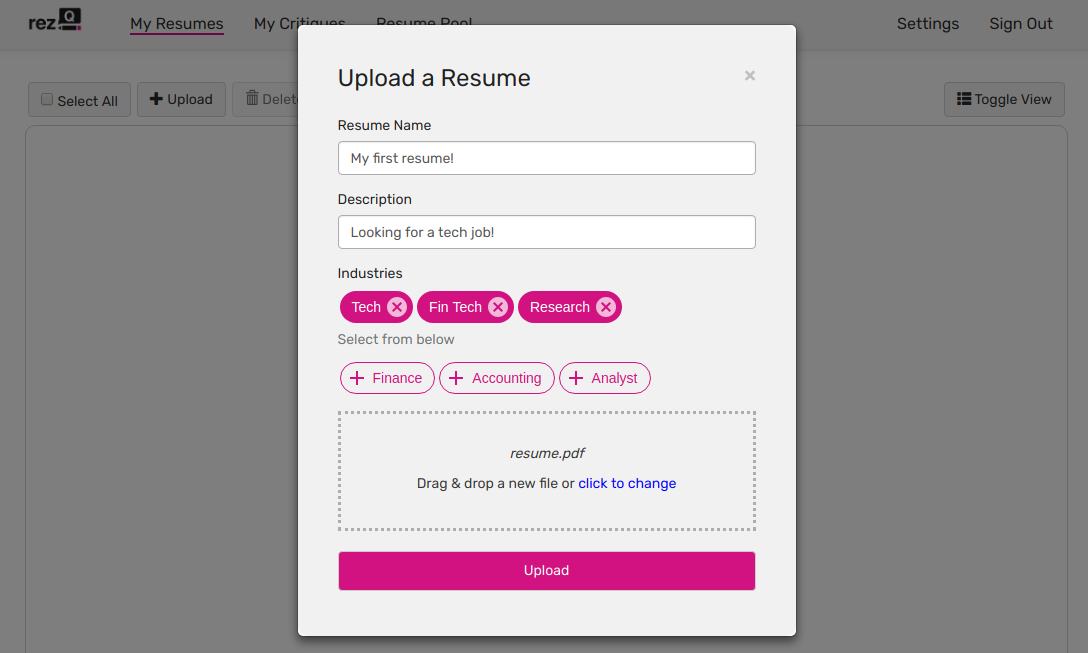 rezQ My Resumes My Critiques Resume Pool Settings Sign Out
Select All Upload Delete Toggle View
Upload a Resume ×
Resume Name
My first resume!
Description
Looking for a tech job!
Industries
Tech Fin Tech Research
Select from below
Finance Accounting Analyst
resume.pdf
Drag & drop a new file or click to change
Upload